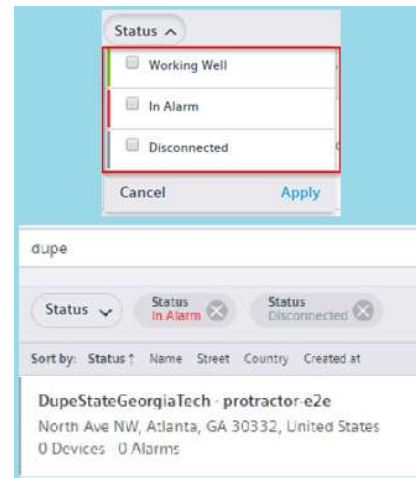 Status
Working Well
In Alarm
Disconnected
Cancel Apply
dupe
Status Status In Alarm Status Disconnected
Sort by: Status↑ Name Street Country Created at
DupeStateGeorgiaTech - protractor-e2e
North Ave NW, Atlanta, GA 30332, United States
0 Devices - 0 Alarms